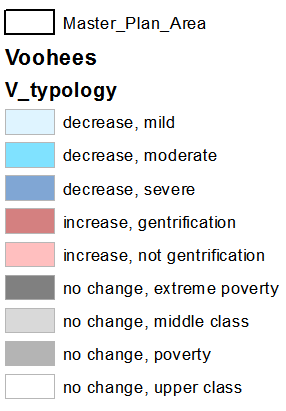 Master_Plan_Area
Voohees
V_typology
decrease, mild
decrease, moderate
decrease, severe
increase, gentrification
increase, not gentrification
no change, extreme poverty
no change, middle class
no change, poverty
no change, upper class